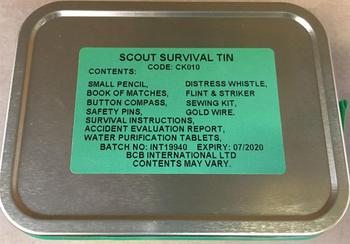 SCOUT SURVIVAL TIN
CODE: CK010
CONTENTS:
SMALL PENCIL, DISTRESS WHISTLE,
BOOK OF MATCHES, FLINT & STRIKER
BUTTON COMPASS, SEWING KIT,
SAFETY PINS, GOLD WIRE.
SURVIVAL INSTRUCTIONS,
ACCIDENT EVALUATION REPORT,
WATER PURIFICATION TABLETS,
BATCH NO: INT19940 EXPIRY: 07/2020
BCB INTERNATIONAL LTD
CONTENTS MAY VARY.